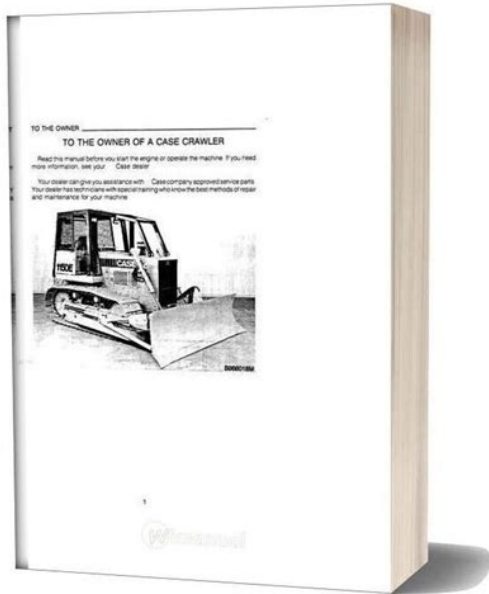 TO THE OWNER
TO THE OWNER OF A CASE CRAWLER
Read this manual before you start the engine or operate the machine. If you need
more information, see your Case dealer
Your dealer can give you assistance with Case company approved service parts
Your dealer has technicians with special training who know the best methods of repair
and maintenance for your machine
1150E
CASE
1
Wsmanual